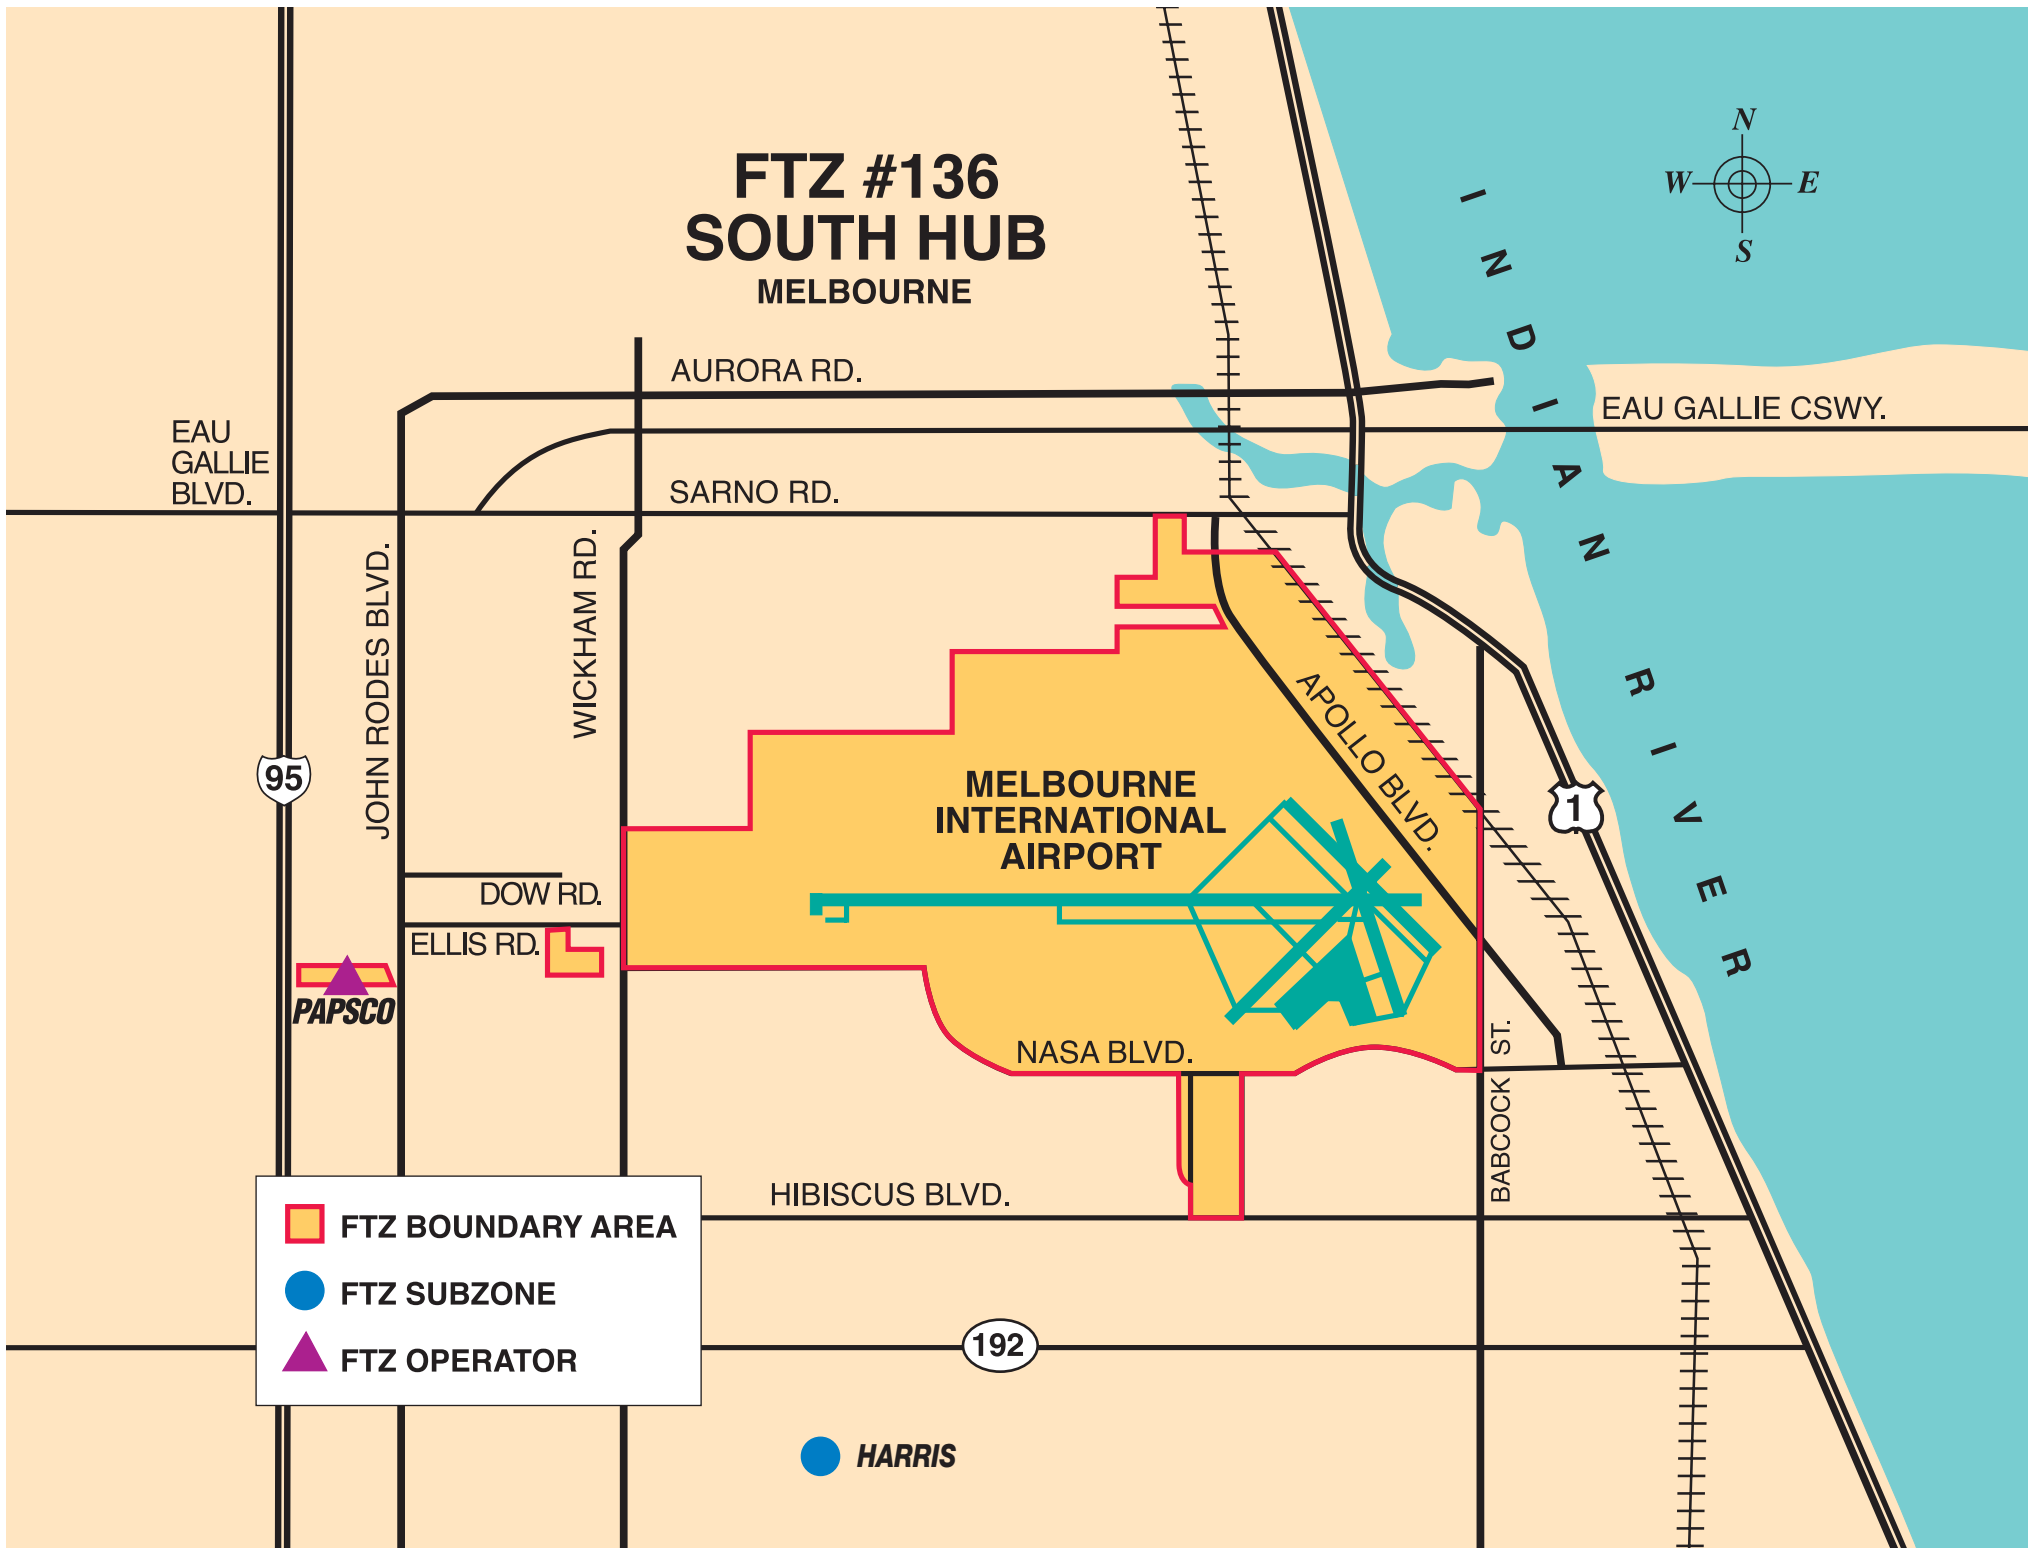 FTZ #136
SOUTH HUB
MELBOURNE
N
W E
S
INDIAN RIVER
AURORA RD.
EAU GALLIE CSWY.
EAU
GALLIE
BLVD.
SARNO RD.
JOHN RODES BLVD.
WICKHAM RD.
APOLLO BLVD.
95
MELBOURNE
INTERNATIONAL
AIRPORT
1
DOW RD.
ELLIS RD.
PAPSCO
NASA BLVD.
BABCOCK ST.
HIBISCUS BLVD.
FTZ BOUNDARY AREA
FTZ SUBZONE
FTZ OPERATOR
192
HARRIS